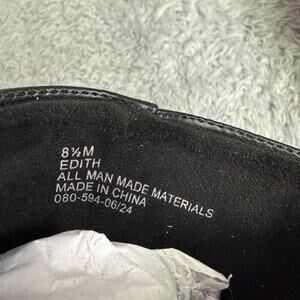 8½M
EDITH
ALL MAN MADE MATERIALS
MADE IN CHINA
080-594-06/24